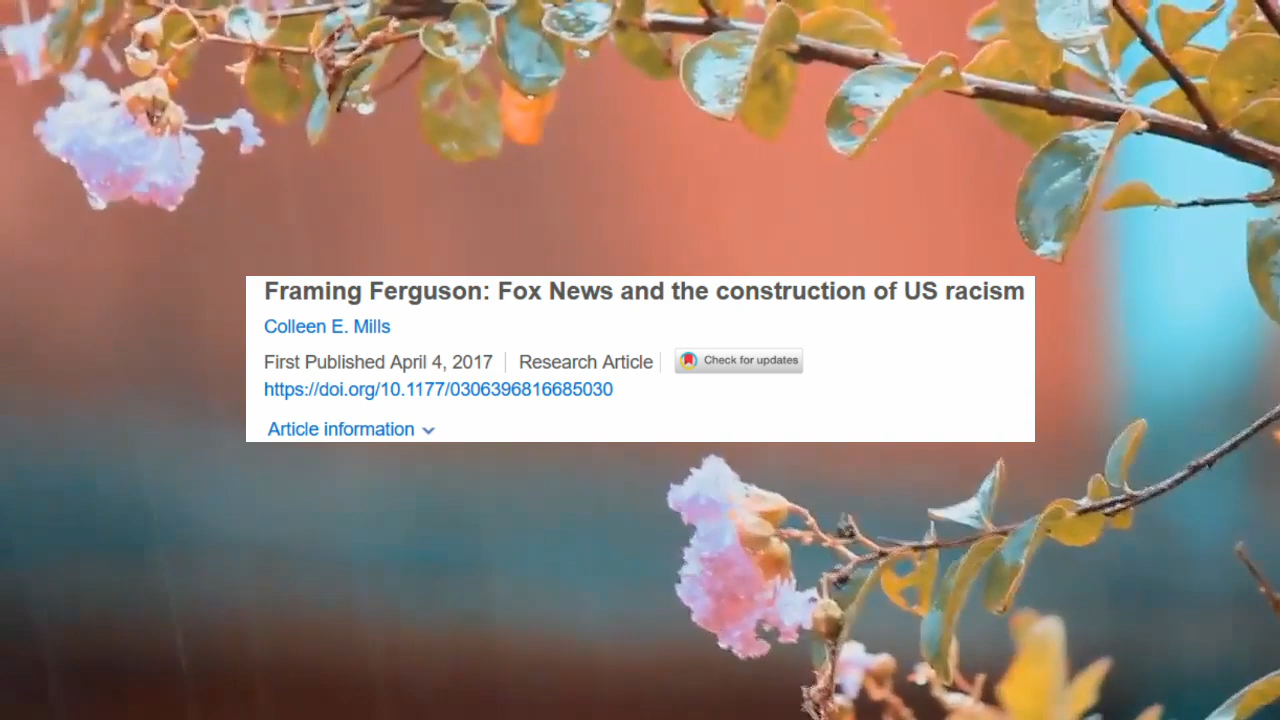 Framing Ferguson: Fox News and the construction of US racism
Colleen E. Mills
First Published April 4, 2017 Research Article Check for updates
https://doi.org/10.1177/0306396816685030
Article information